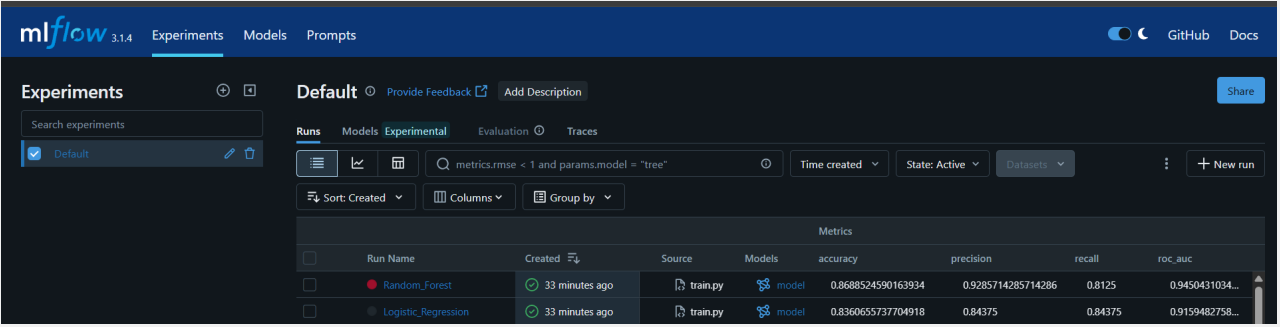 mlflow 3.1.4 Experiments Models Prompts GitHub Docs
Experiments
Search experiments
Default
Default Provide Feedback Add Description Share
Runs Models Experimental Evaluation Traces
metrics.rmse < 1 and params.model = "tree" Time created State: Active Datasets New run
Sort: Created Columns Group by
Metrics
Run Name Created Source Models accuracy precision recall roc_auc
Random_Forest 33 minutes ago train.py model 0.8688524590163934 0.9285714285714286 0.8125 0.9450431034...
Logistic_Regression 33 minutes ago train.py model 0.8360655737704918 0.84375 0.84375 0.9159482758...